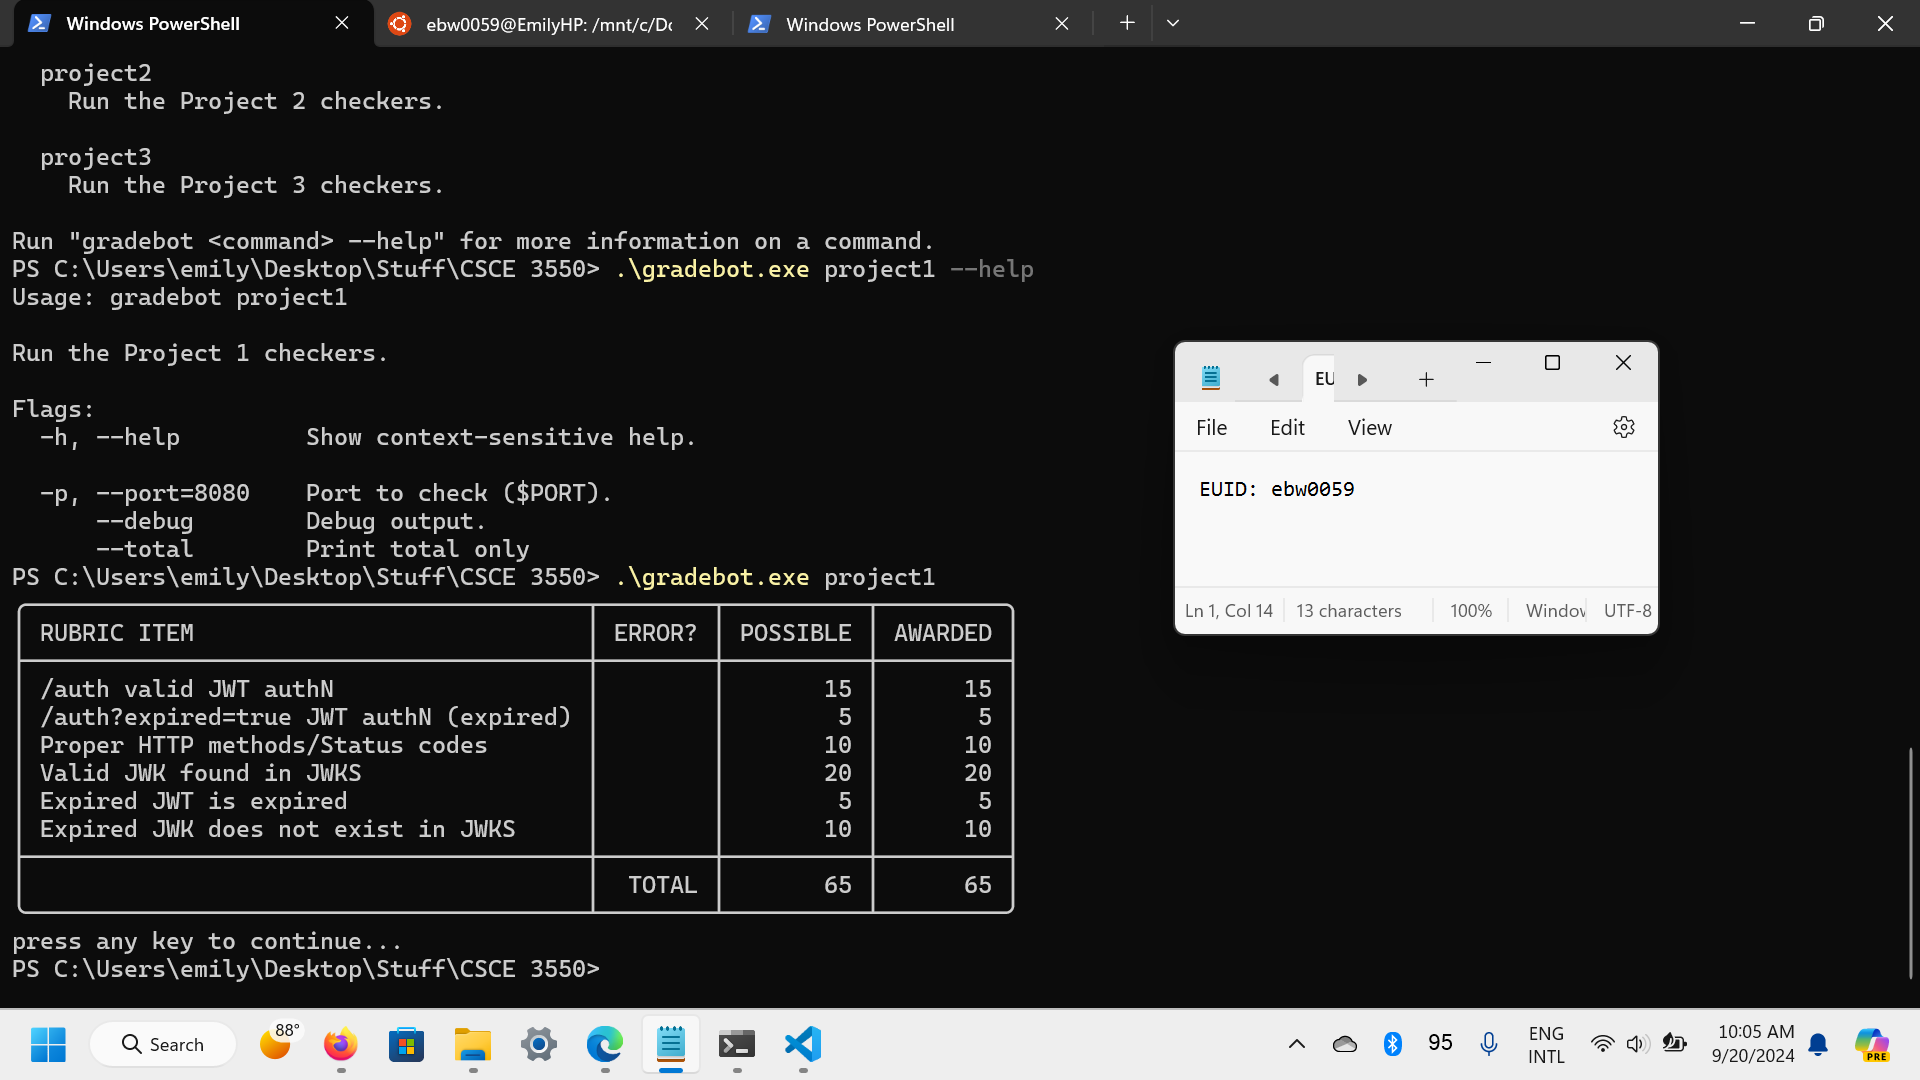 Windows PowerShell
ebw0059@EmilyHP: /mnt/c/Do
Windows PowerShell
project2
Run the Project 2 checkers.
project3
Run the Project 3 checkers.
Run "gradebot <command> --help" for more information on a command.
PS C:\Users\emily\Desktop\Stuff\CSCE 3550> .\gradebot.exe project1 --help
Usage: gradebot project1
Run the Project 1 checkers.
Flags:
-h, --help Show context-sensitive help.
-p, --port=8080 Port to check ($PORT).
--debug Debug output.
--total Print total only
PS C:\Users\emily\Desktop\Stuff\CSCE 3550> .\gradebot.exe project1
RUBRIC ITEM ERROR? POSSIBLE AWARDED
/auth valid JWT authN 15 15
/auth?expired=true JWT authN (expired) 5 5
Proper HTTP methods/Status codes 10 10
Valid JWK found in JWKS 20 20
Expired JWT is expired 5 5
Expired JWK does not exist in JWKS 10 10
TOTAL 65 65
press any key to continue...
PS C:\Users\emily\Desktop\Stuff\CSCE 3550>
EU
File Edit View
EUID: ebw0059
Ln 1, Col 14 13 characters 100% Window UTF-8
88°
Search
95
ENG
INTL
10:05 AM
9/20/2024
PRE